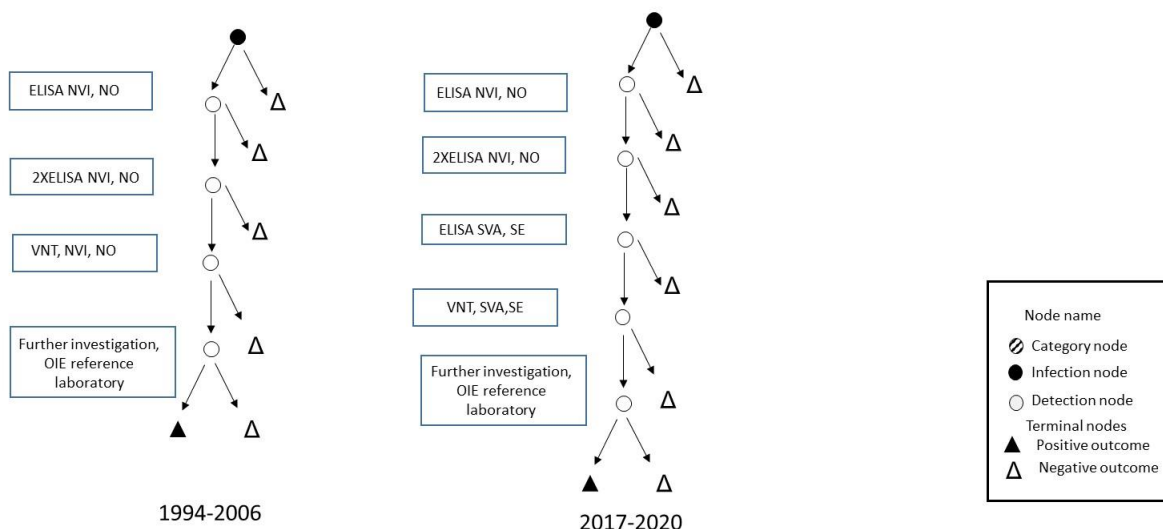 ELISA NVI, NO
2XELISA NVI, NO
VNT, NVI, NO
Further investigation,
OIE reference
laboratory
1994-2006
ELISA NVI, NO
2XELISA NVI, NO
ELISA SVA, SE
VNT, SVA,SE
Further investigation,
OIE reference
laboratory
2017-2020
Node name
Category node
Infection node
Detection node
Terminal nodes
Positive outcome
Negative outcome